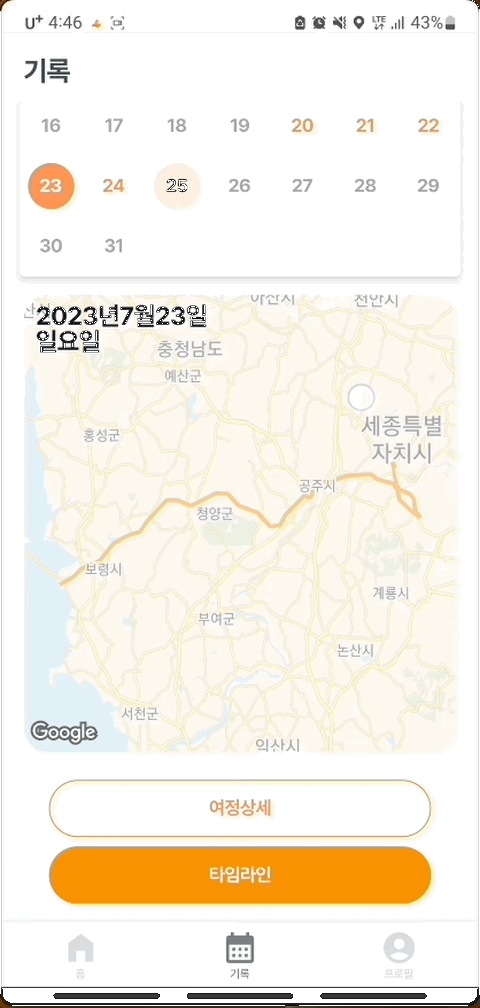 U+ 4:46 LTE 43%
기록
16 17 18 19 20 21 22
23 24 25 26 27 28 29
30 31
2023년7월23일
일요일
아산시
천안시
충청남도
예산군
홍성군
세종특별
자치시
공주시
청양군
보령시
계룡시
부여군
논산시
서천군
익산시
Google
여정상세
타임라인
홈 기록 프로필